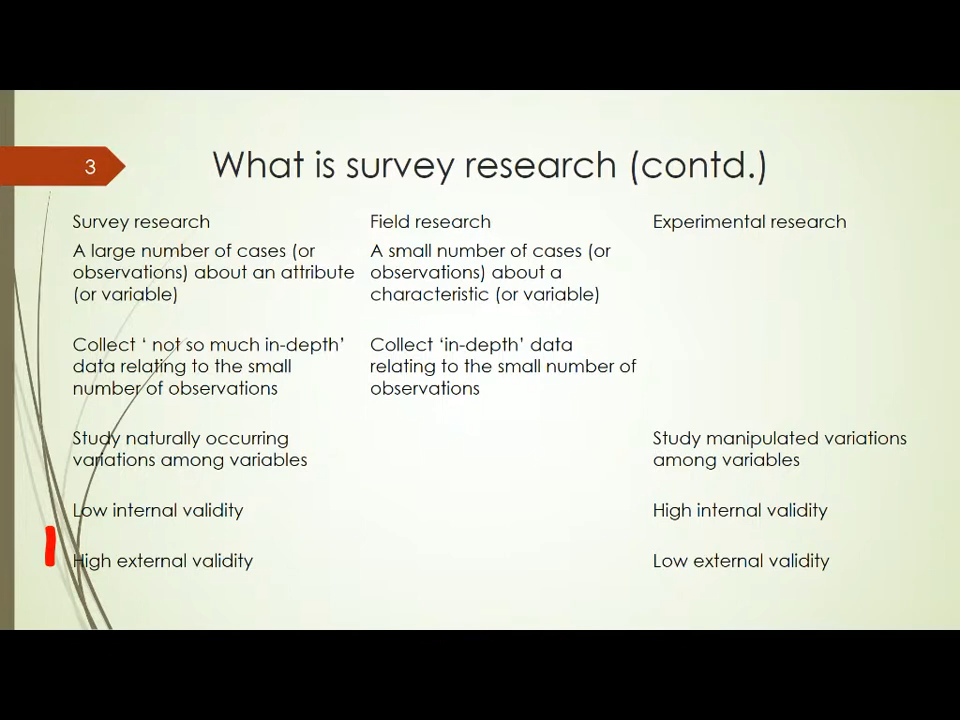 3
What is survey research (contd.)
Survey research
Field research
Experimental research
A large number of cases (or
observations) about an attribute
(or variable)
A small number of cases (or
observations) about a
characteristic (or variable)
Collect ‘ not so much in-depth’
data relating to the small
number of observations
Collect ‘in-depth’ data
relating to the small number of
observations
Study naturally occurring
variations among variables
Study manipulated variations
among variables
Low internal validity
High internal validity
High external validity
Low external validity